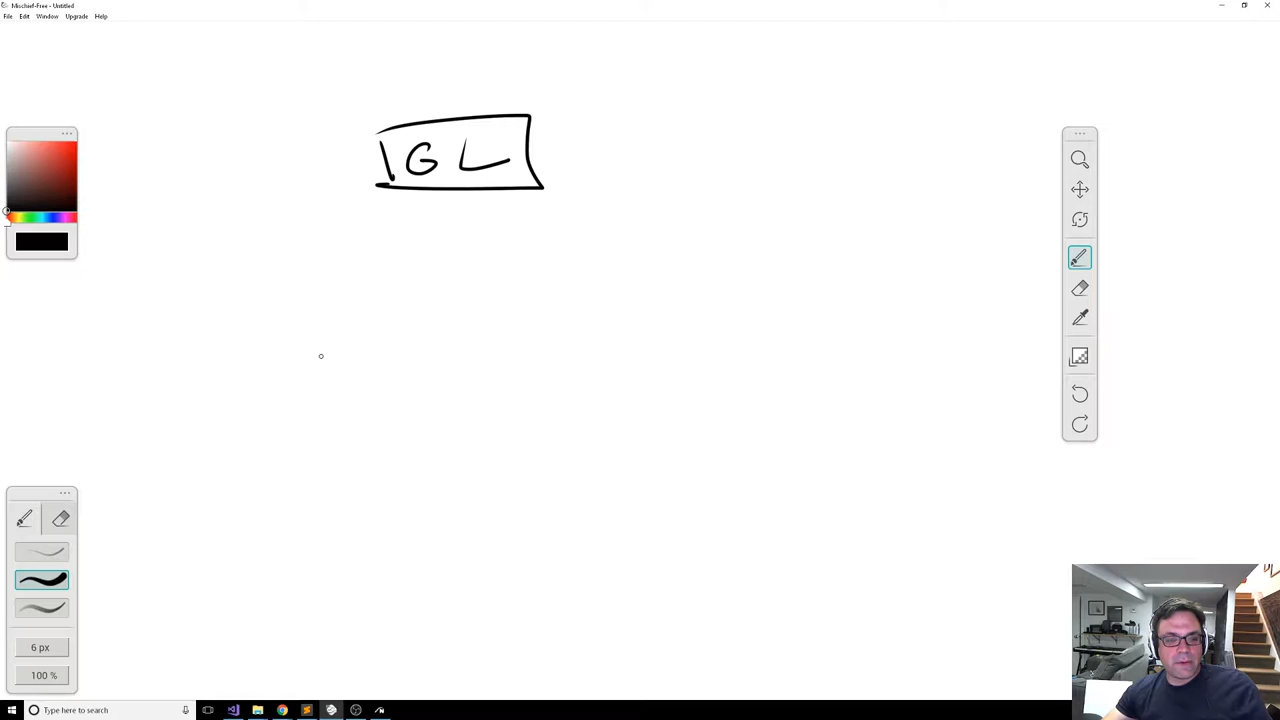 Mischief-Free - Untitled
File Edit Window Upgrade Help
GL
6 px
100 %
Type here to search